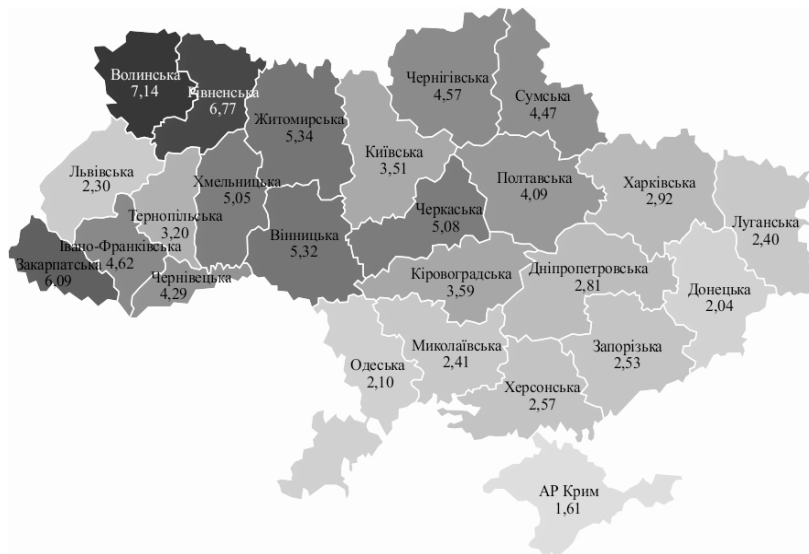 Волинська
7,14
Рівненська
6,77
Житомирська
5,34
Чернігівська
4,57
Сумська
4,47
Київська
3,51
Львівська
2,30
Тернопільська
3,20
Хмельницька
5,05
Вінницька
5,32
Черкаська
5,08
Полтавська
4,09
Харківська
2,92
Луганська
2,40
Закарпатська
6,09
Івано-Франківська
4,62
Чернівецька
4,29
Кіровоградська
3,59
Дніпропетровська
2,81
Донецька
2,04
Одеська
2,10
Миколаївська
2,41
Херсонська
2,57
Запорізька
2,53
АР Крим
1,61